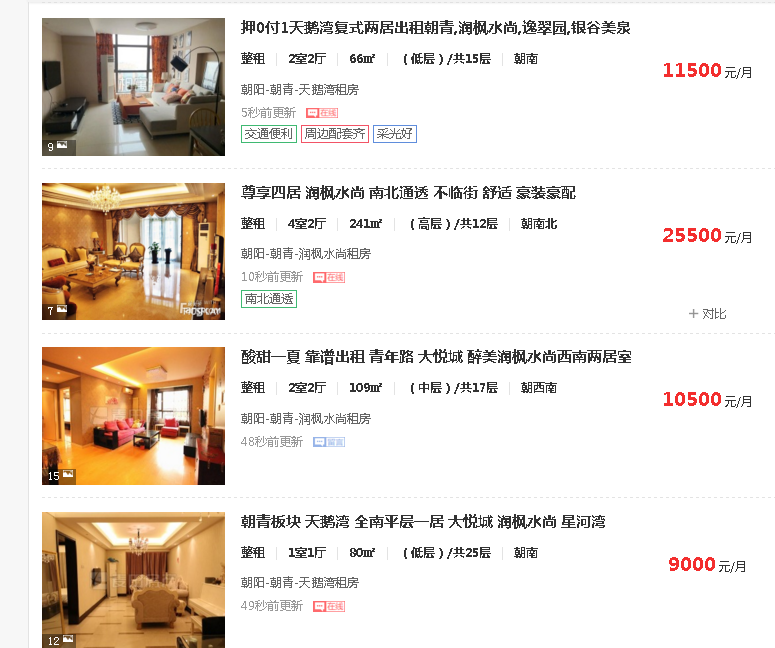 押0付1天鹅湾复式两居出租朝青,润枫水尚,逸翠园,银谷美泉
整租 2室2厅 66㎡ (低层)/共15层 朝南
11500元/月
朝阳-朝青-天鹅湾租房
5秒前更新 在线
交通便利 周边配套齐 采光好
9
尊享四居 润枫水尚 南北通透 不临街 舒适 豪装豪配
整租 4室2厅 241㎡ (高层)/共12层 朝南北
25500元/月
朝阳-朝青-润枫水尚租房
10秒前更新 在线
南北通透
7
+ 对比
酸甜一夏 靠谱出租 青年路 大悦城 醉美润枫水尚西南两居室
整租 2室2厅 109㎡ (中层)/共17层 朝西南
10500元/月
朝阳-朝青-润枫水尚租房
48秒前更新 留言
15
朝青板块 天鹅湾 全南平层一居 大悦城 润枫水尚 星河湾
整租 1室1厅 80㎡ (低层)/共25层 朝南
9000元/月
朝阳-朝青-天鹅湾租房
49秒前更新 在线
12